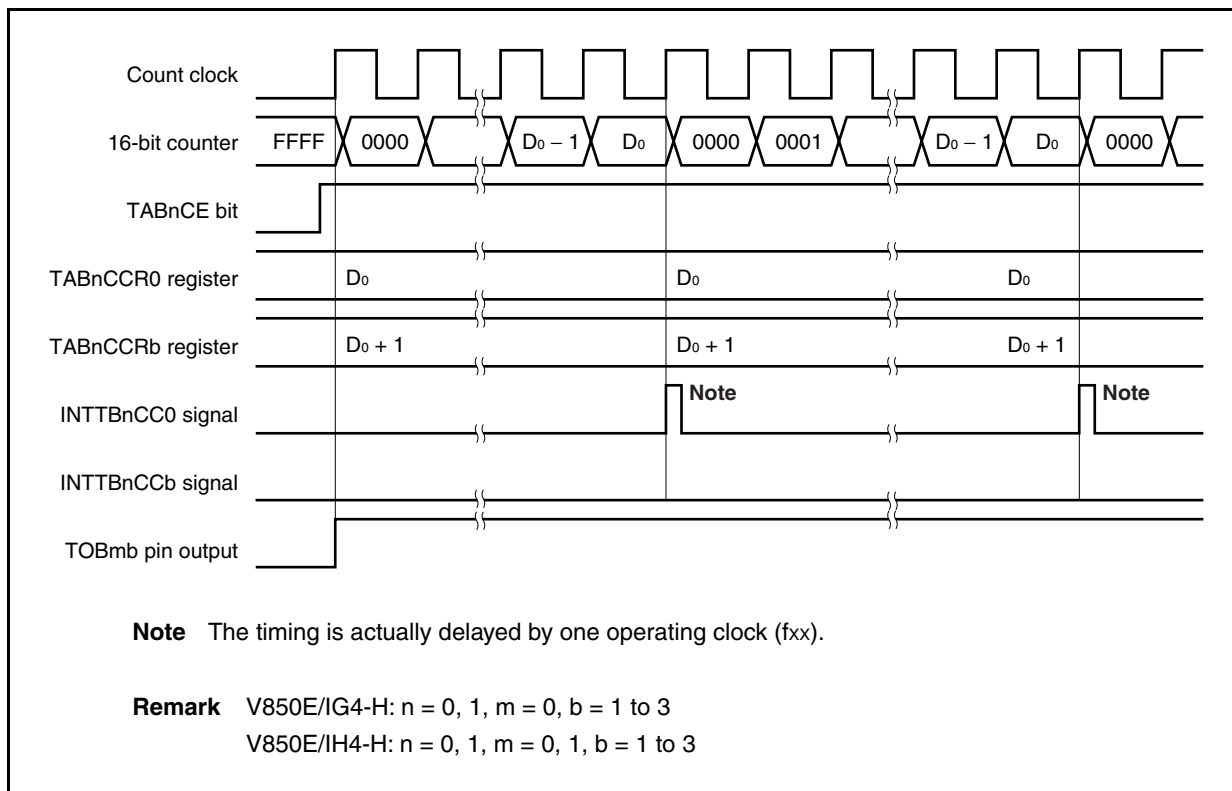 Count clock
16-bit counter FFFF 0000 D0 − 1 D0 0000 0001 D0 − 1 D0 0000
TABnCE bit
TABnCCR0 register D0 D0 D0
TABnCCRb register D0 + 1 D0 + 1 D0 + 1
INTTBnCC0 signal Note Note
INTTBnCCb signal
TOBmb pin output
Note The timing is actually delayed by one operating clock (fxx).
Remark V850E/IG4-H: n = 0, 1, m = 0, b = 1 to 3
V850E/IH4-H: n = 0, 1, m = 0, 1, b = 1 to 3